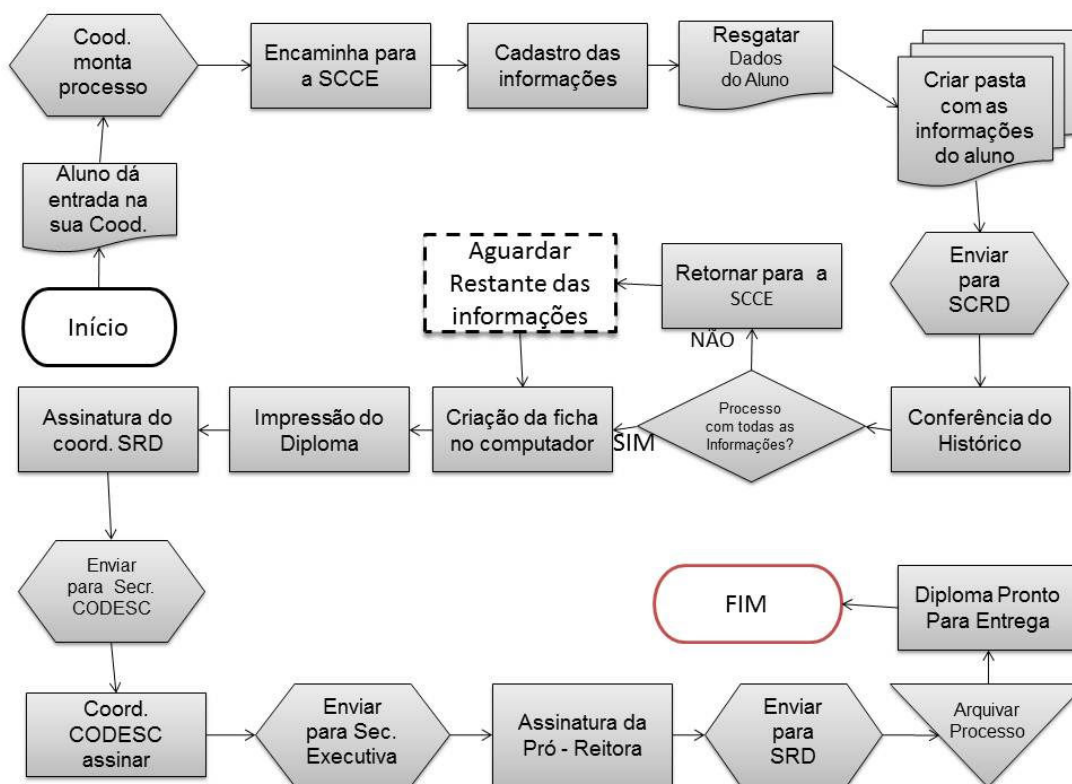 Cood.
monta
processo
Encaminha para
a SCCE
Cadastro das
informações
Resgatar
Dados
do Aluno
Criar pasta
com as
informações
do aluno
Aluno dá
entrada na
sua Cood.
Início
Aguardar
Restante das
informações
Retornar para a
SCCE
NÃO
Enviar
para
SCRD
Assinatura do
coord. SRD
Impressão do
Diploma
Criação da ficha
no computador
SIM
Processo
com todas as
Informações?
Conferência do
Histórico
Enviar
para Secr.
CODESC
FIM
Diploma Pronto
Para Entrega
Coord.
CODESC
assinar
Enviar
para Sec.
Executiva
Assinatura da
Pró - Reitora
Enviar
para
SRD
Arquivar
Processo